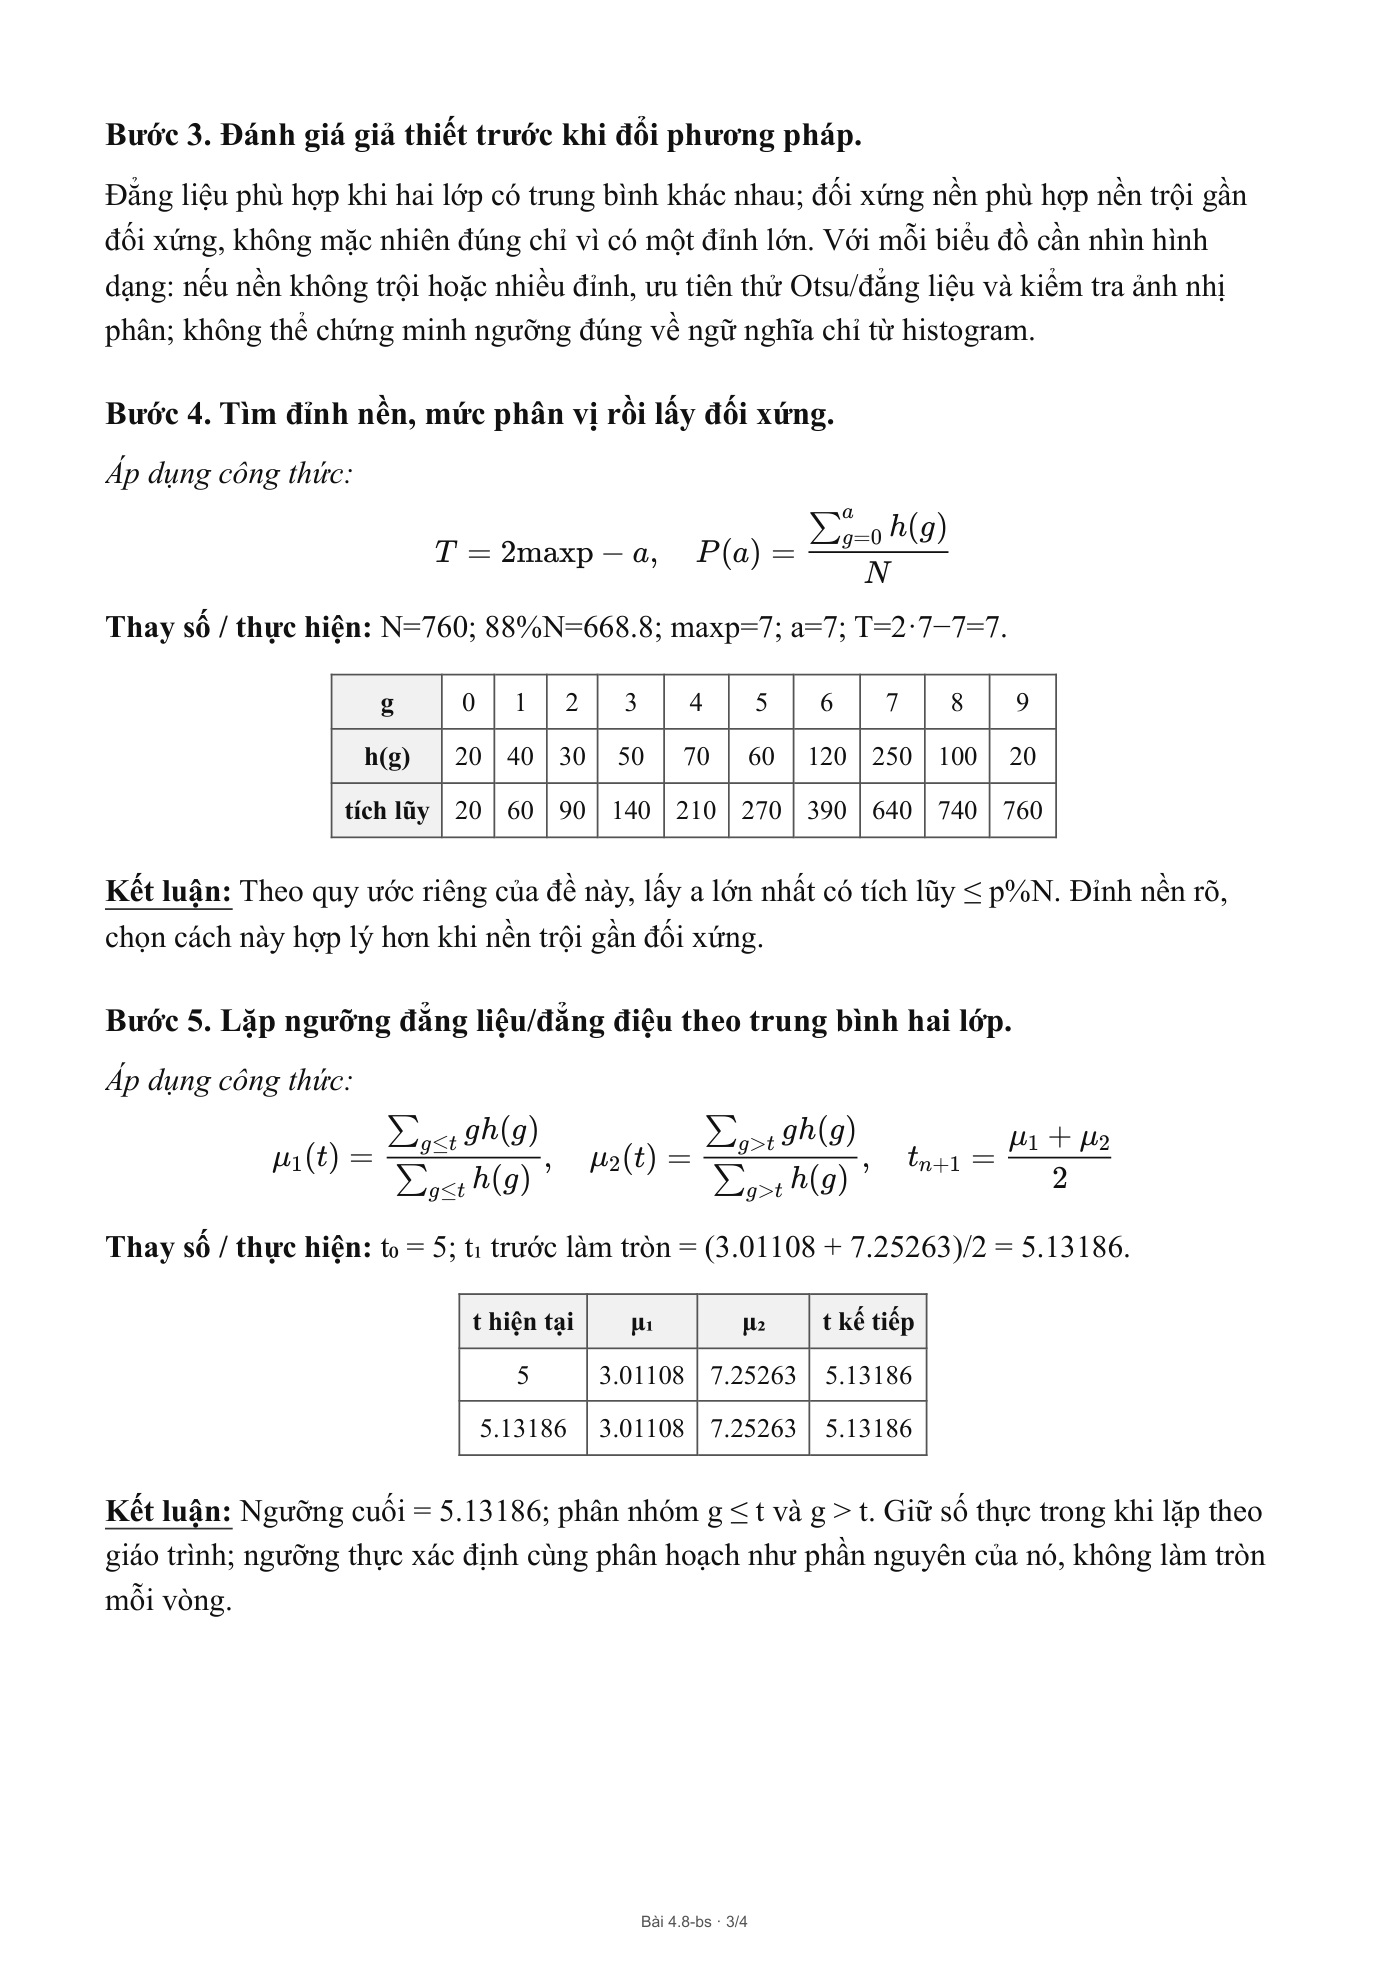 Bước 3. Đánh giá giả thiết trước khi đổi phương pháp.
Đẳng liệu phù hợp khi hai lớp có trung bình khác nhau; đối xứng nền phù hợp nền trội gần
đối xứng, không mặc nhiên đúng chỉ vì có một đỉnh lớn. Với mỗi biểu đồ cần nhìn hình
dạng: nếu nền không trội hoặc nhiều đỉnh, ưu tiên thử Otsu/đẳng liệu và kiểm tra ảnh nhị
phân; không thể chứng minh ngưỡng đúng về ngữ nghĩa chỉ từ histogram.
Bước 4. Tìm đỉnh nền, mức phân vị rồi lấy đối xứng.
Áp dụng công thức:
T = 2maxp − a, P(a) = ∑_{g=0}^{a} h(g) / N
Thay số / thực hiện: N=760; 88%N=668.8; maxp=7; a=7; T=2·7−7=7.
g 0 1 2 3 4 5 6 7 8 9
h(g) 20 40 30 50 70 60 120 250 100 20
tích lũy 20 60 90 140 210 270 390 640 740 760
Kết luận: Theo quy ước riêng của đề này, lấy a lớn nhất có tích lũy ≤ p%N. Đỉnh nền rõ,
chọn cách này hợp lý hơn khi nền trội gần đối xứng.
Bước 5. Lặp ngưỡng đẳng liệu/đẳng điệu theo trung bình hai lớp.
Áp dụng công thức:
μ₁(t) = ∑_{g≤t} gh(g) / ∑_{g≤t} h(g), μ₂(t) = ∑_{g>t} gh(g) / ∑_{g>t} h(g), t_{n+1} = (μ₁ + μ₂) / 2
Thay số / thực hiện: t₀ = 5; t₁ trước làm tròn = (3.01108 + 7.25263)/2 = 5.13186.
t hiện tại μ₁ μ₂ t kế tiếp
5 3.01108 7.25263 5.13186
5.13186 3.01108 7.25263 5.13186
Kết luận: Ngưỡng cuối = 5.13186; phân nhóm g ≤ t và g > t. Giữ số thực trong khi lặp theo
giáo trình; ngưỡng thực xác định cùng phân hoạch như phần nguyên của nó, không làm tròn
mỗi vòng.
Bài 4.8-bs · 3/4